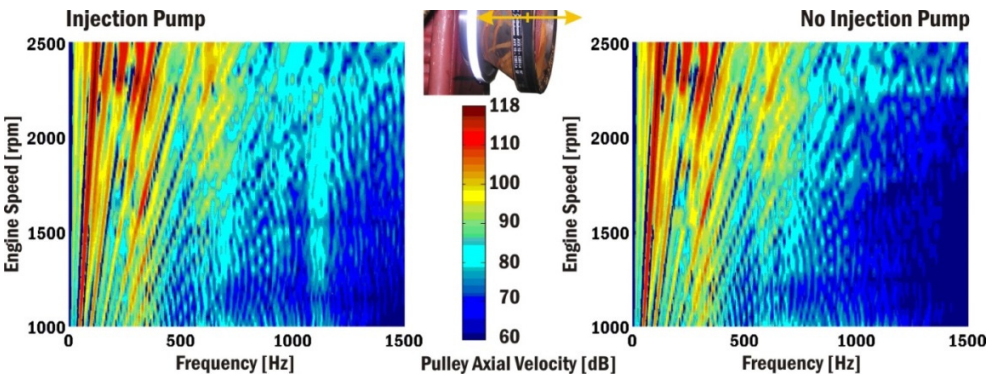 Injection Pump
No Injection Pump
2500
2000
1500
1000
Engine Speed [rpm]
0 500 1000 1500
Frequency [Hz]
118
110
100
90
80
70
60
Pulley Axial Velocity [dB]
2500
2000
1500
1000
Engine Speed [rpm]
0 500 1000 1500
Frequency [Hz]